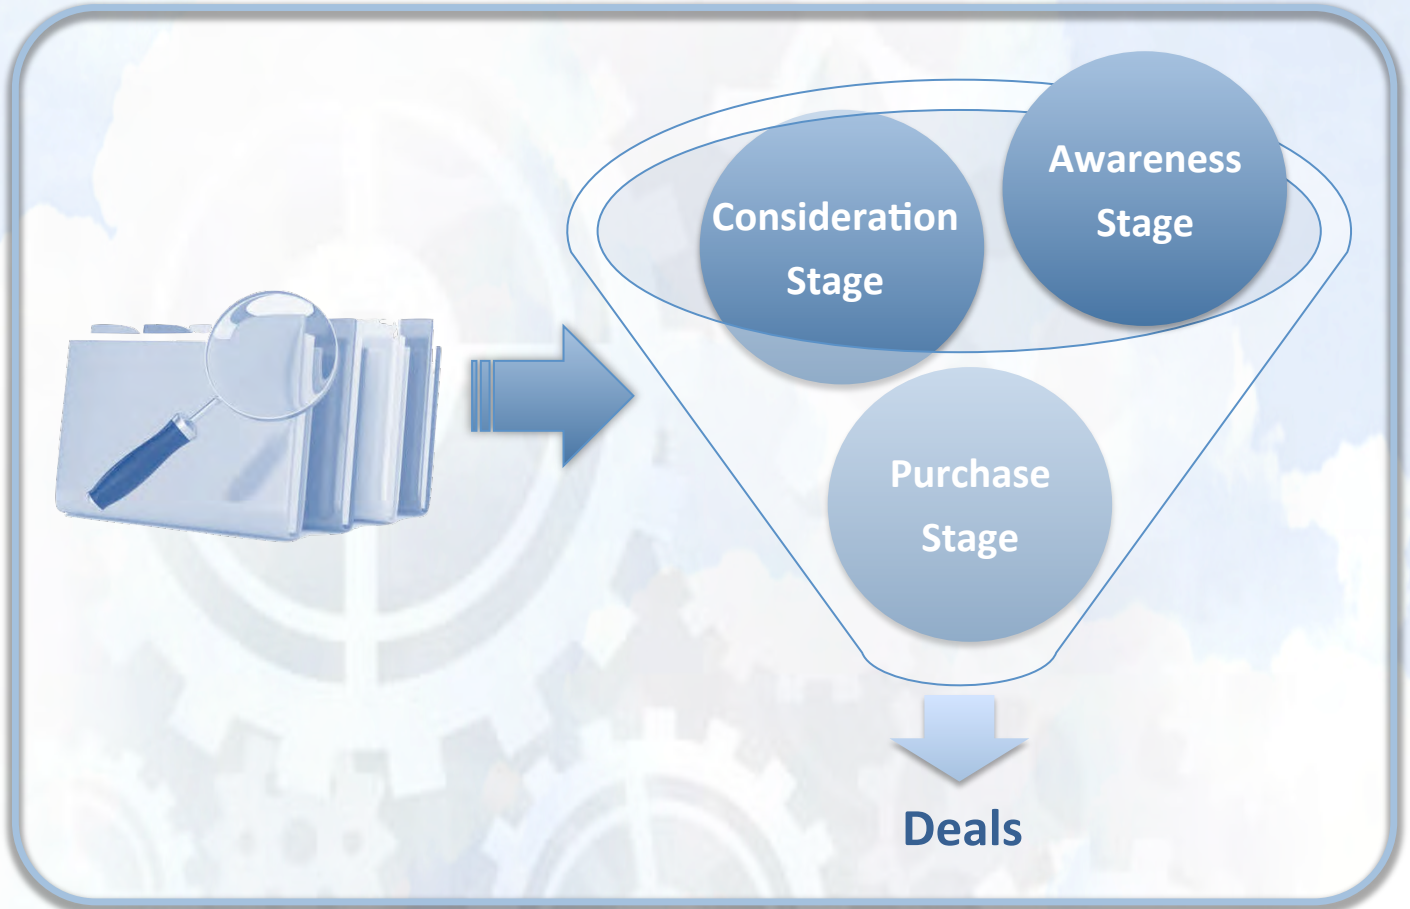 Awareness
Stage
Consideration
Stage
Purchase
Stage
Deals